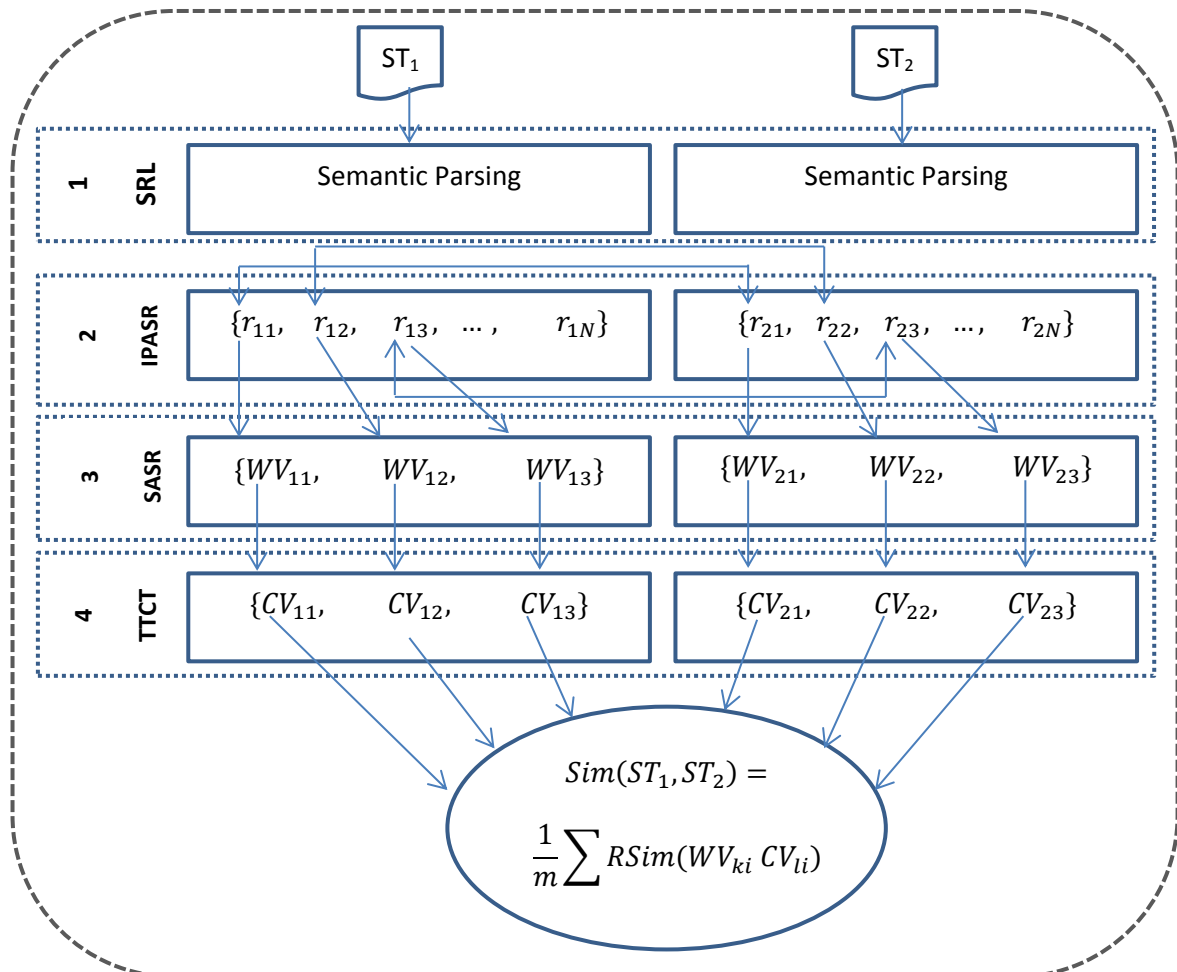 ST₁ ST₂
1 SRL Semantic Parsing Semantic Parsing
2 IPASR {r₁₁, r₁₂, r₁₃, … , r₁N} {r₂₁, r₂₂, r₂₃, …, r₂N}
3 SASR {WV₁₁, WV₁₂, WV₁₃} {WV₂₁, WV₂₂, WV₂₃}
4 TTCT {CV₁₁, CV₁₂, CV₁₃} {CV₂₁, CV₂₂, CV₂₃}
Sim(ST₁, ST₂) =
1/m ∑ RSim(WVₖᵢ CVₗᵢ)